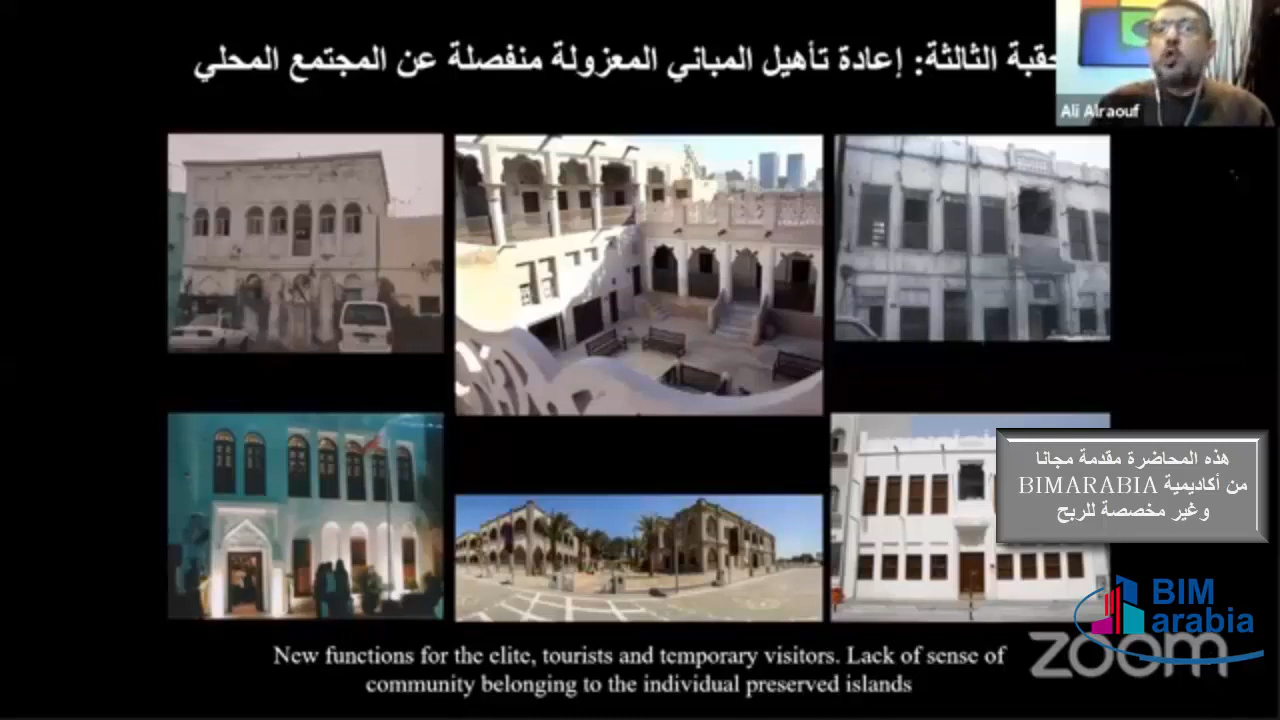 حقبة الثالثة: إعادة تأهيل المباني المعزولة منفصلة عن المجتمع المحلي
Ali Alraouf
هذه المحاضرة مقدمة مجانا
من أكاديمية BIMARABIA
وغير مخصصة للربح
BIM
arabia
zoom
New functions for the elite, tourists and temporary visitors. Lack of sense of
community belonging to the individual preserved islands